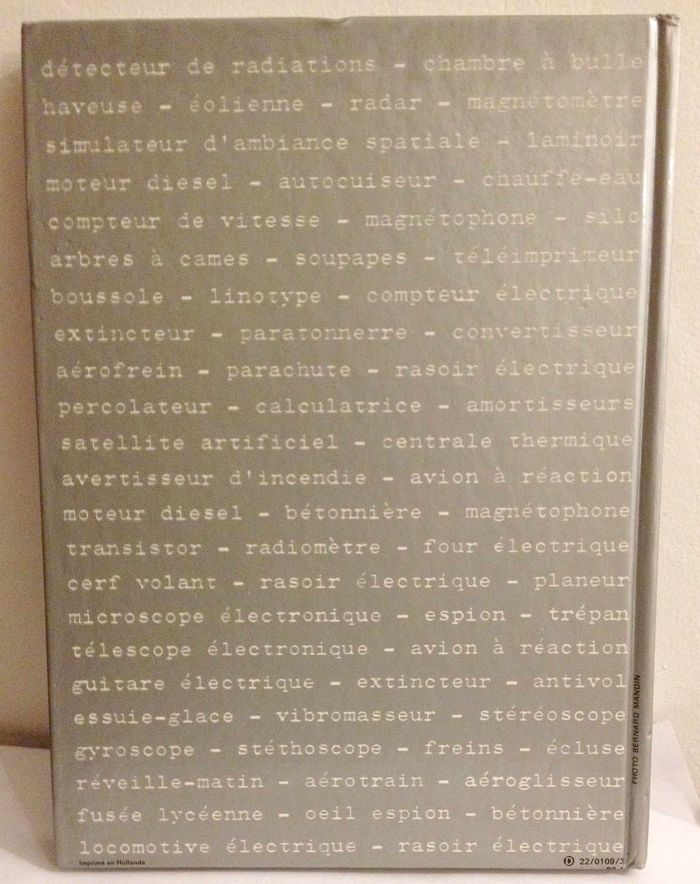 détecteur de radiations - chambre à bulle
haveuse - éolienne - radar - magnétomètre
simulateur d'ambiance spatiale - laminoir
moteur diesel - autocuiseur - chauffe-eau
compteur de vitesse - magnétophone - silo
arbres à cames - soupapes - téléimprimeur
boussole - linotype - compteur électrique
extincteur - paratonnerre - convertisseur
aérofrein - parachute - rasoir électrique
percolateur - calculatrice - amortisseurs
satellite artificiel - centrale thermique
avertisseur d'incendie - avion à réaction
moteur diesel - bétonnière - magnétophone
transistor - radiomètre - four électrique
cerf volant - rasoir électrique - planeur
microscope électronique - espion - trépan
télescope électronique - avion à réaction
guitare électrique - extincteur - antivol
essuie-glace - vibromasseur - stéréoscope
gyroscope - stéthoscope - freins - écluse
réveille-matin - aérotrain - aéroglisseur
fusée lycéenne - oeil espion - bétonnière
locomotive électrique - rasoir électrique
Imprimé en Hollande
D 22/0109/3
PHOTO BERNARD MANDIN